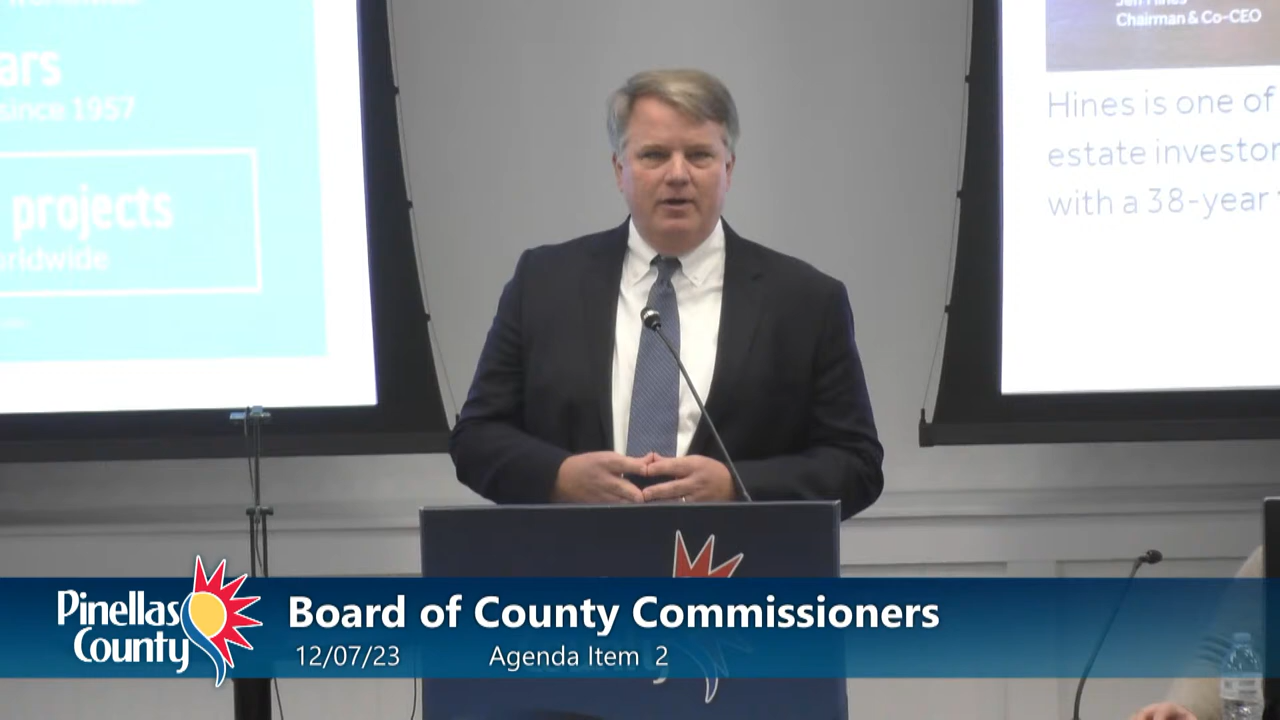 ars
since 1957
projects
orldwide
Chairman & Co-CEO
Hines is one of
estate investor
with a 38-year
Pinellas
County
Board of County Commissioners
12/07/23
Agenda Item 2